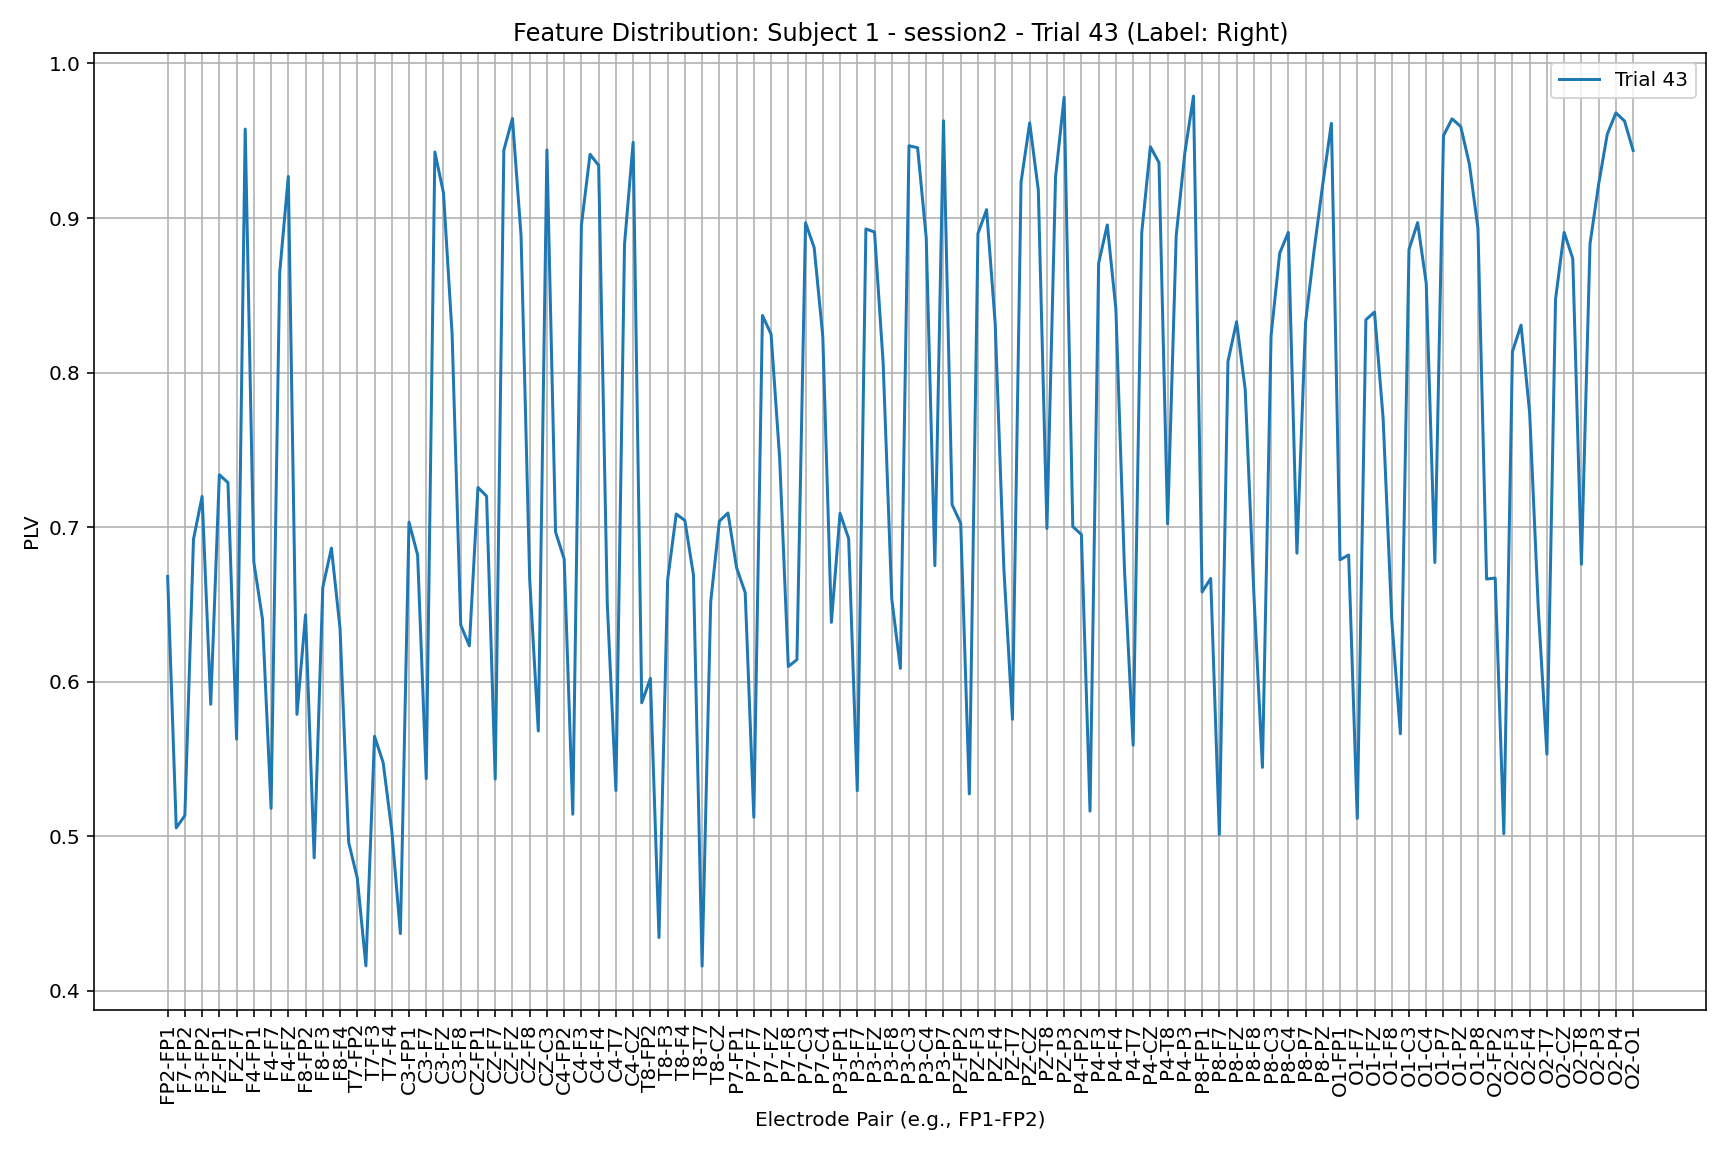 Feature Distribution: Subject 1 - session2 - Trial 43 (Label: Right)
Trial 43
PLV
1.0
0.9
0.8
0.7
0.6
0.5
0.4
FP2-FP1
F7-FP2
F3-FP2
FZ-FP1
FZ-F7
F4-FP1
F4-F7
F4-FZ
F8-FP2
F8-F3
F8-F4
T7-FP2
T7-F3
T7-F4
C3-FP1
C3-F7
C3-FZ
C3-F8
CZ-FP1
CZ-F7
CZ-FZ
CZ-F8
CZ-C3
C4-FP2
C4-F3
C4-F4
C4-T7
C4-CZ
T8-FP2
T8-F3
T8-F4
T8-T7
T8-CZ
P7-FP1
P7-F7
P7-FZ
P7-F8
P7-C3
P7-C4
P3-FP1
P3-F7
P3-FZ
P3-F8
P3-C3
P3-C4
P3-P7
PZ-FP2
PZ-F3
PZ-F4
PZ-T7
PZ-CZ
PZ-T8
PZ-P3
P4-FP2
P4-F3
P4-F4
P4-T7
P4-CZ
P4-T8
P4-P3
P8-FP1
P8-F7
P8-FZ
P8-F8
P8-C3
P8-C4
P8-P7
P8-PZ
O1-FP1
O1-F7
O1-FZ
O1-F8
O1-C3
O1-C4
O1-P7
O1-PZ
O1-P8
O2-FP2
O2-F3
O2-F4
O2-T7
O2-CZ
O2-T8
O2-P3
O2-P4
O2-O1
Electrode Pair (e.g., FP1-FP2)